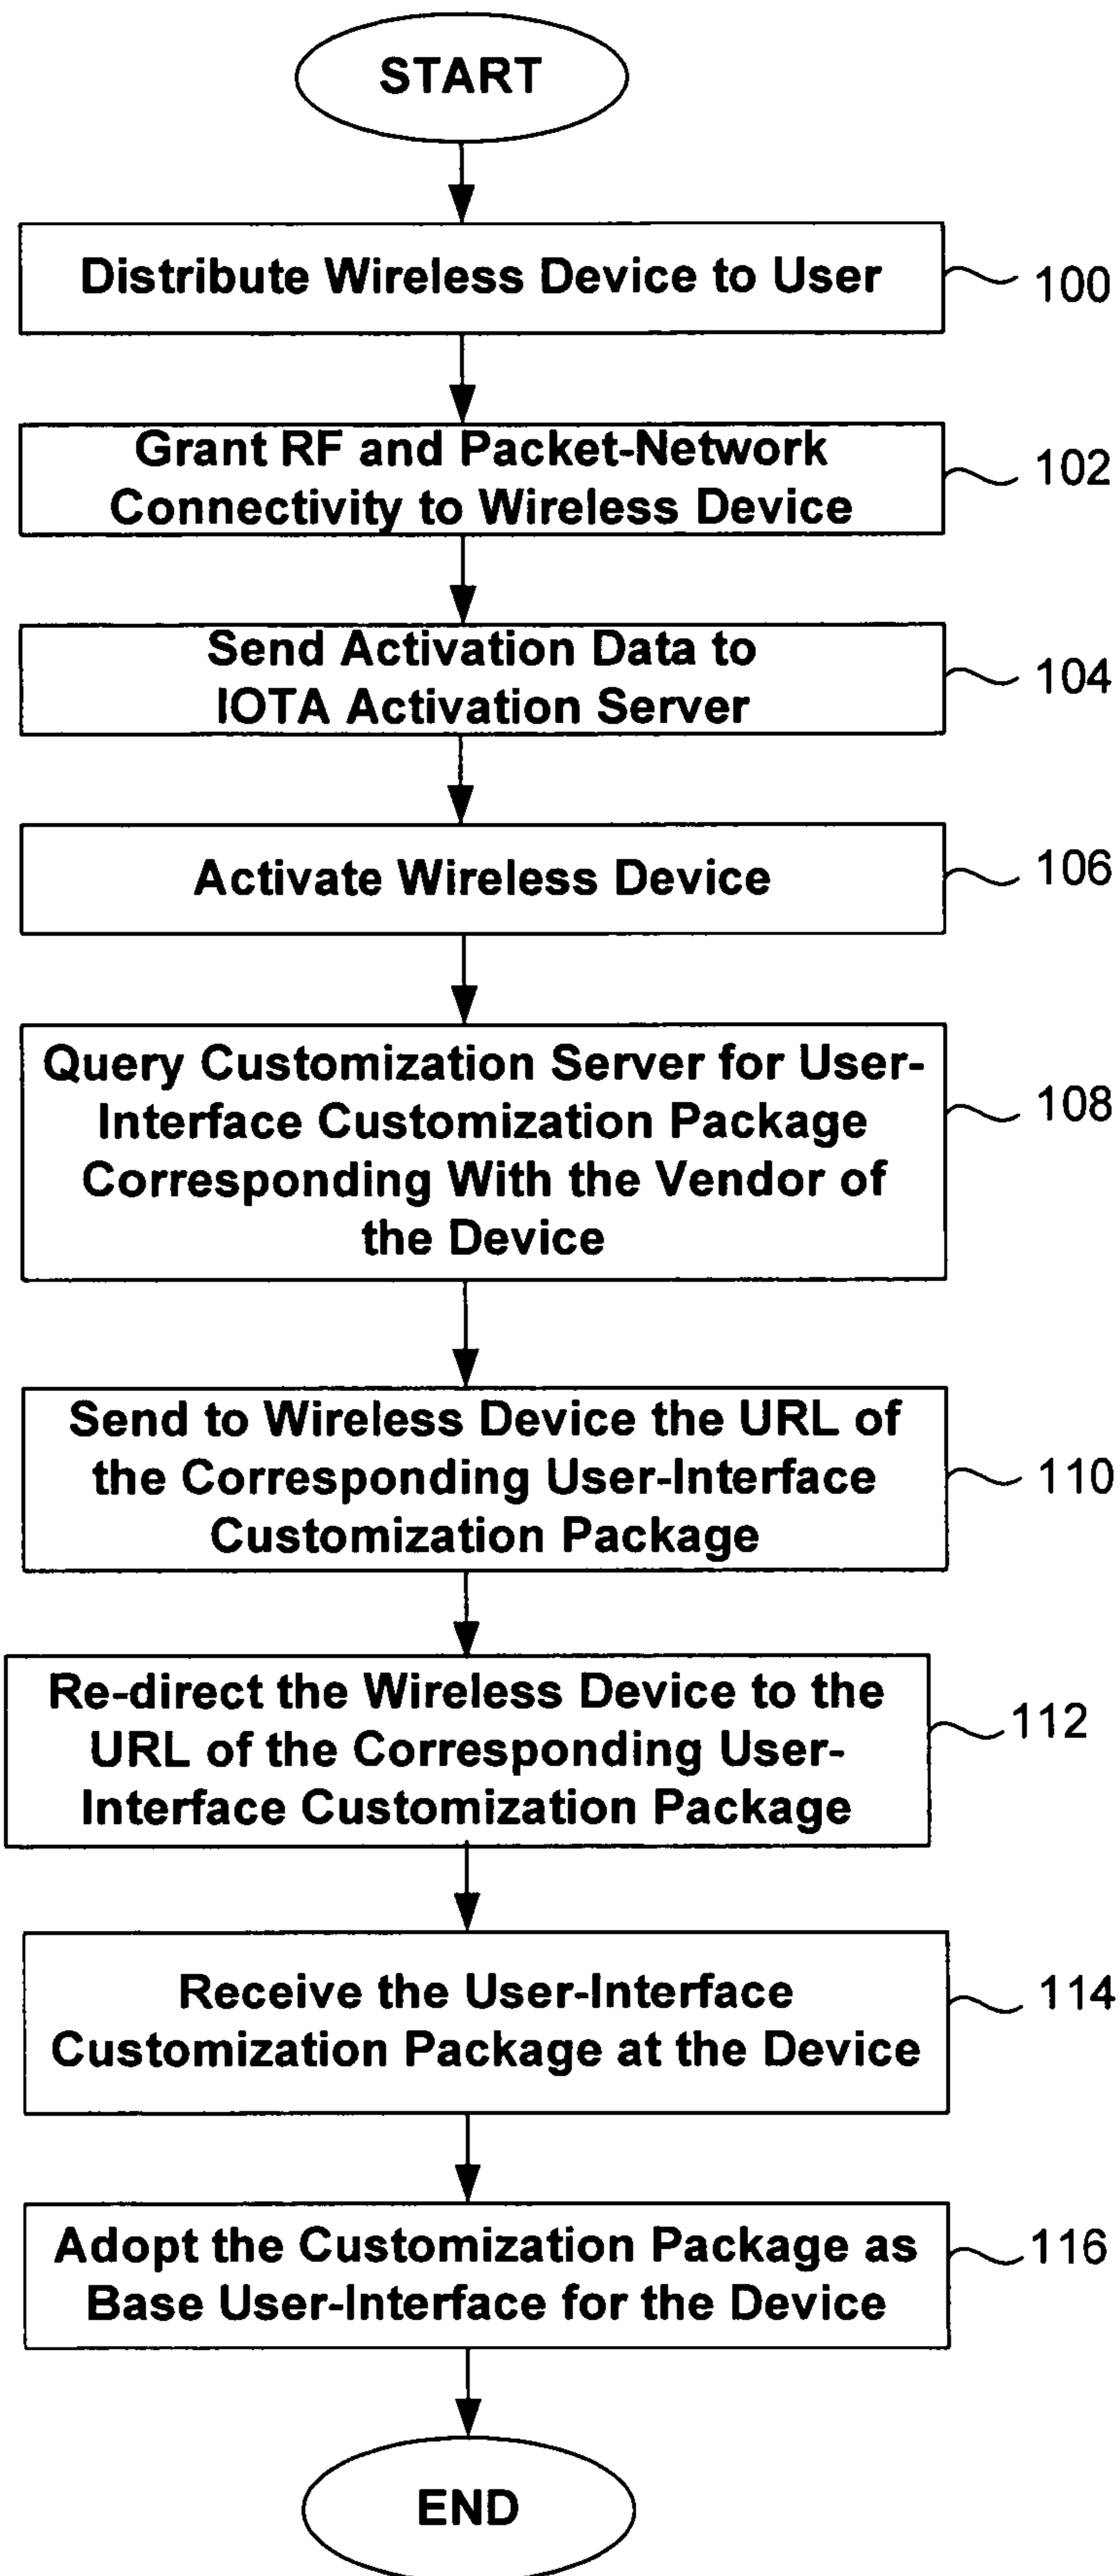 START
Distribute Wireless Device to User
100
Grant RF and Packet-Network
Connectivity to Wireless Device
102
Send Activation Data to
IOTA Activation Server
104
Activate Wireless Device
106
Query Customization Server for User-
Interface Customization Package
Corresponding With the Vendor of
the Device
108
Send to Wireless Device the URL of
the Corresponding User-Interface
Customization Package
110
Re-direct the Wireless Device to the
URL of the Corresponding User-
Interface Customization Package
112
Receive the User-Interface
Customization Package at the Device
114
Adopt the Customization Package as
Base User-Interface for the Device
116
END